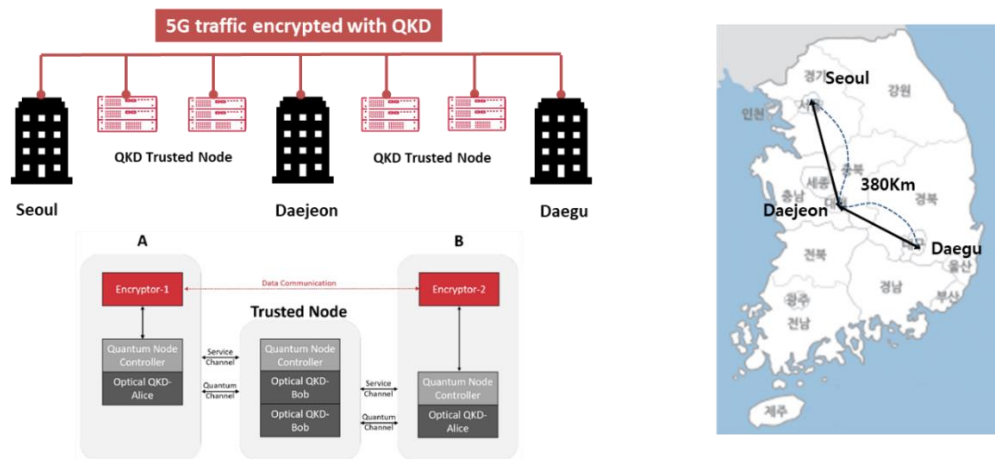 5G traffic encrypted with QKD
QKD Trusted Node
QKD Trusted Node
Seoul
Daejeon
Daegu
A
B
Encryptor-1
Data Communication
Encryptor-2
Trusted Node
Quantum Node
Controller
Optical QKD-
Alice
Service
Channel
Quantum
Channel
Quantum Node
Controller
Optical QKD-
Bob
Optical QKD-
Bob
Service
Channel
Quantum
Channel
Quantum Node
Controller
Optical QKD-
Alice
경기
Seoul
강원
인천
충북
세종
충남
380Km
경북
Daejeon
Daegu
전북
울산
경남
부산
광주
전남
제주